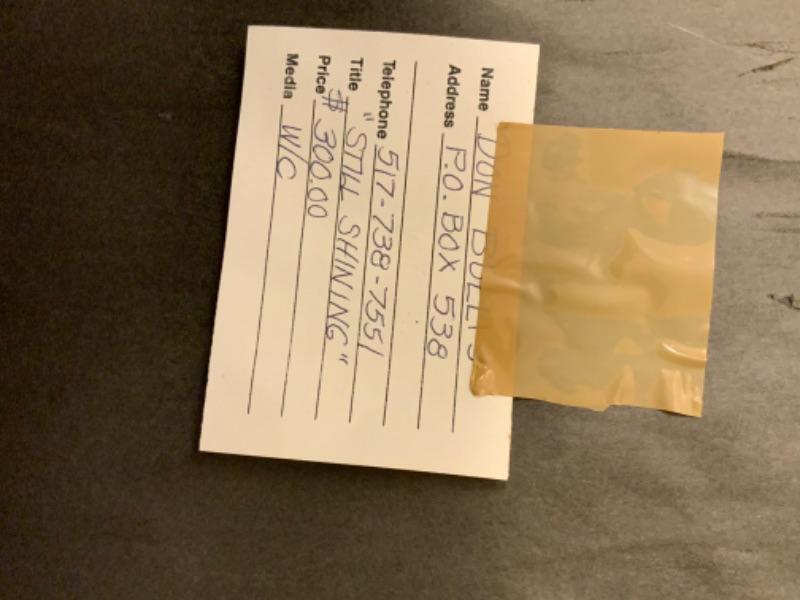 Name DON
Address P.O. BOX 538
Telephone 517-738-7551
Title "STILL SHINING"
Price $ 300.00
Media W/C